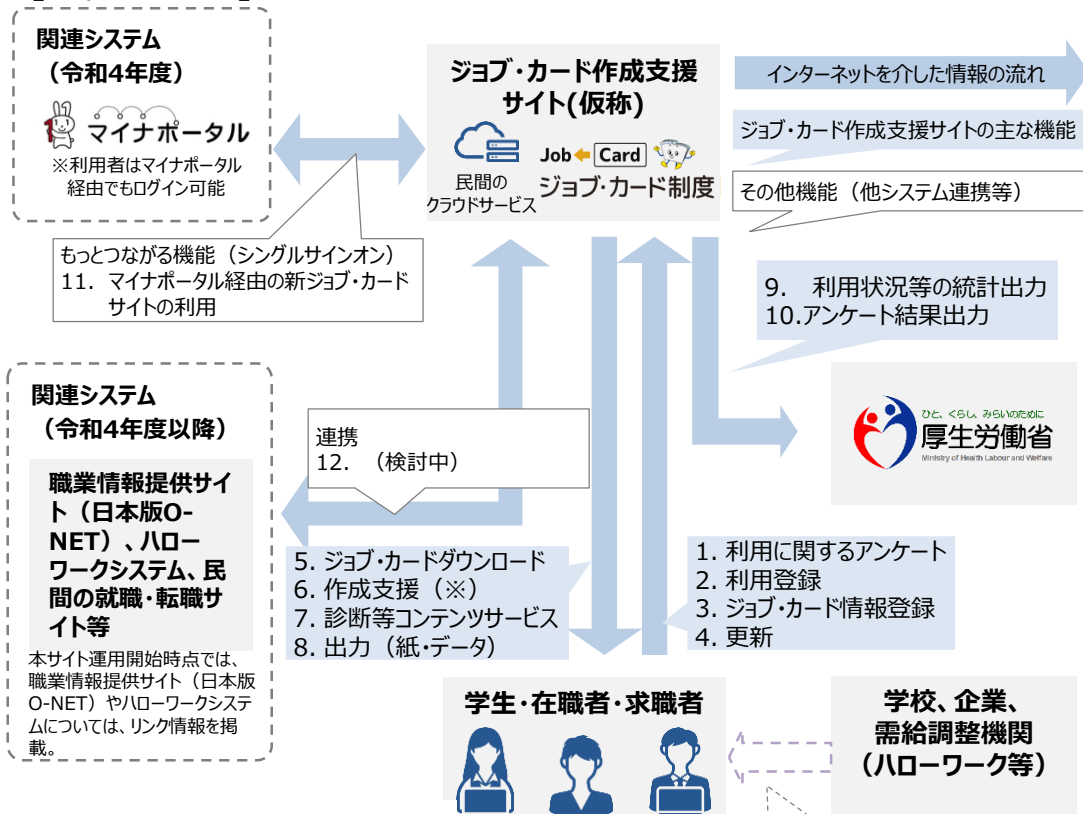 関連システム
（令和4年度）
マイナポータル
※利用者はマイナポータル
経由でもログイン可能
ジョブ・カード作成支援
サイト(仮称)
民間の
クラウドサービス
Job Card
ジョブ・カード制度
インターネットを介した情報の流れ
ジョブ・カード作成支援サイトの主な機能
その他機能（他システム連携等）
もっとつながる機能（シングルサインオン）
11. マイナポータル経由の新ジョブ・カード
サイトの利用
9. 利用状況等の統計出力
10.アンケート結果出力
ひと、くらし、みらいのために
厚生労働省
Ministry of Health, Labour and Welfare
関連システム
（令和4年度以降）
職業情報提供サイ
ト（日本版O-
NET）、ハロー
ワークシステム、民
間の就職・転職サ
イト等
本サイト運用開始時点では、
職業情報提供サイト（日本版
O-NET）やハローワークシステ
ムについては、リンク情報を掲
載。
連携
12. （検討中）
5. ジョブ・カードダウンロード
6. 作成支援（※）
7. 診断等コンテンツサービス
8. 出力（紙・データ）
1. 利用に関するアンケート
2. 利用登録
3. ジョブ・カード情報登録
4. 更新
学生・在職者・求職者
学校、企業、
需給調整機関
（ハローワーク等）